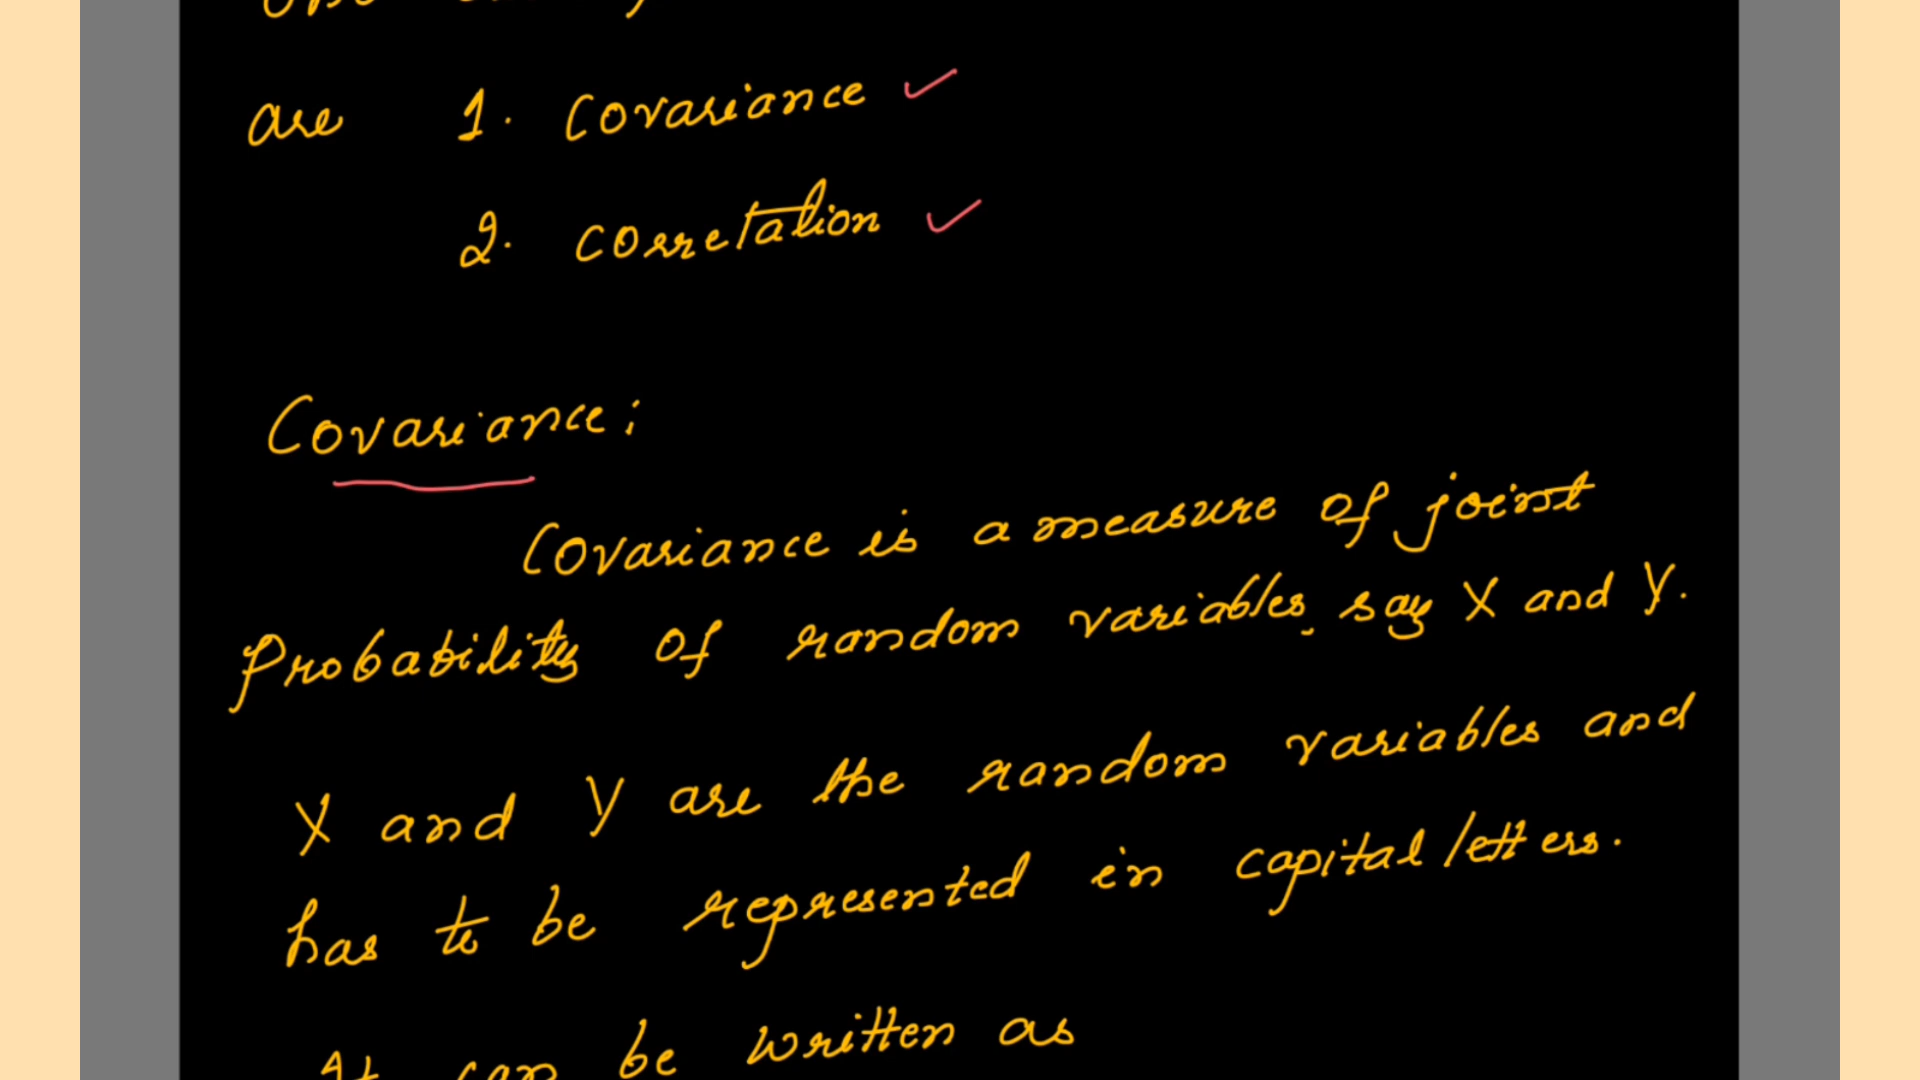 are 1. Covariance
2. Correlation
Covariance:
Covariance is a measure of joint
Probability of random variables, say X and Y.
X and Y are the random variables and
has to be represented in capital letters.
It can be written as